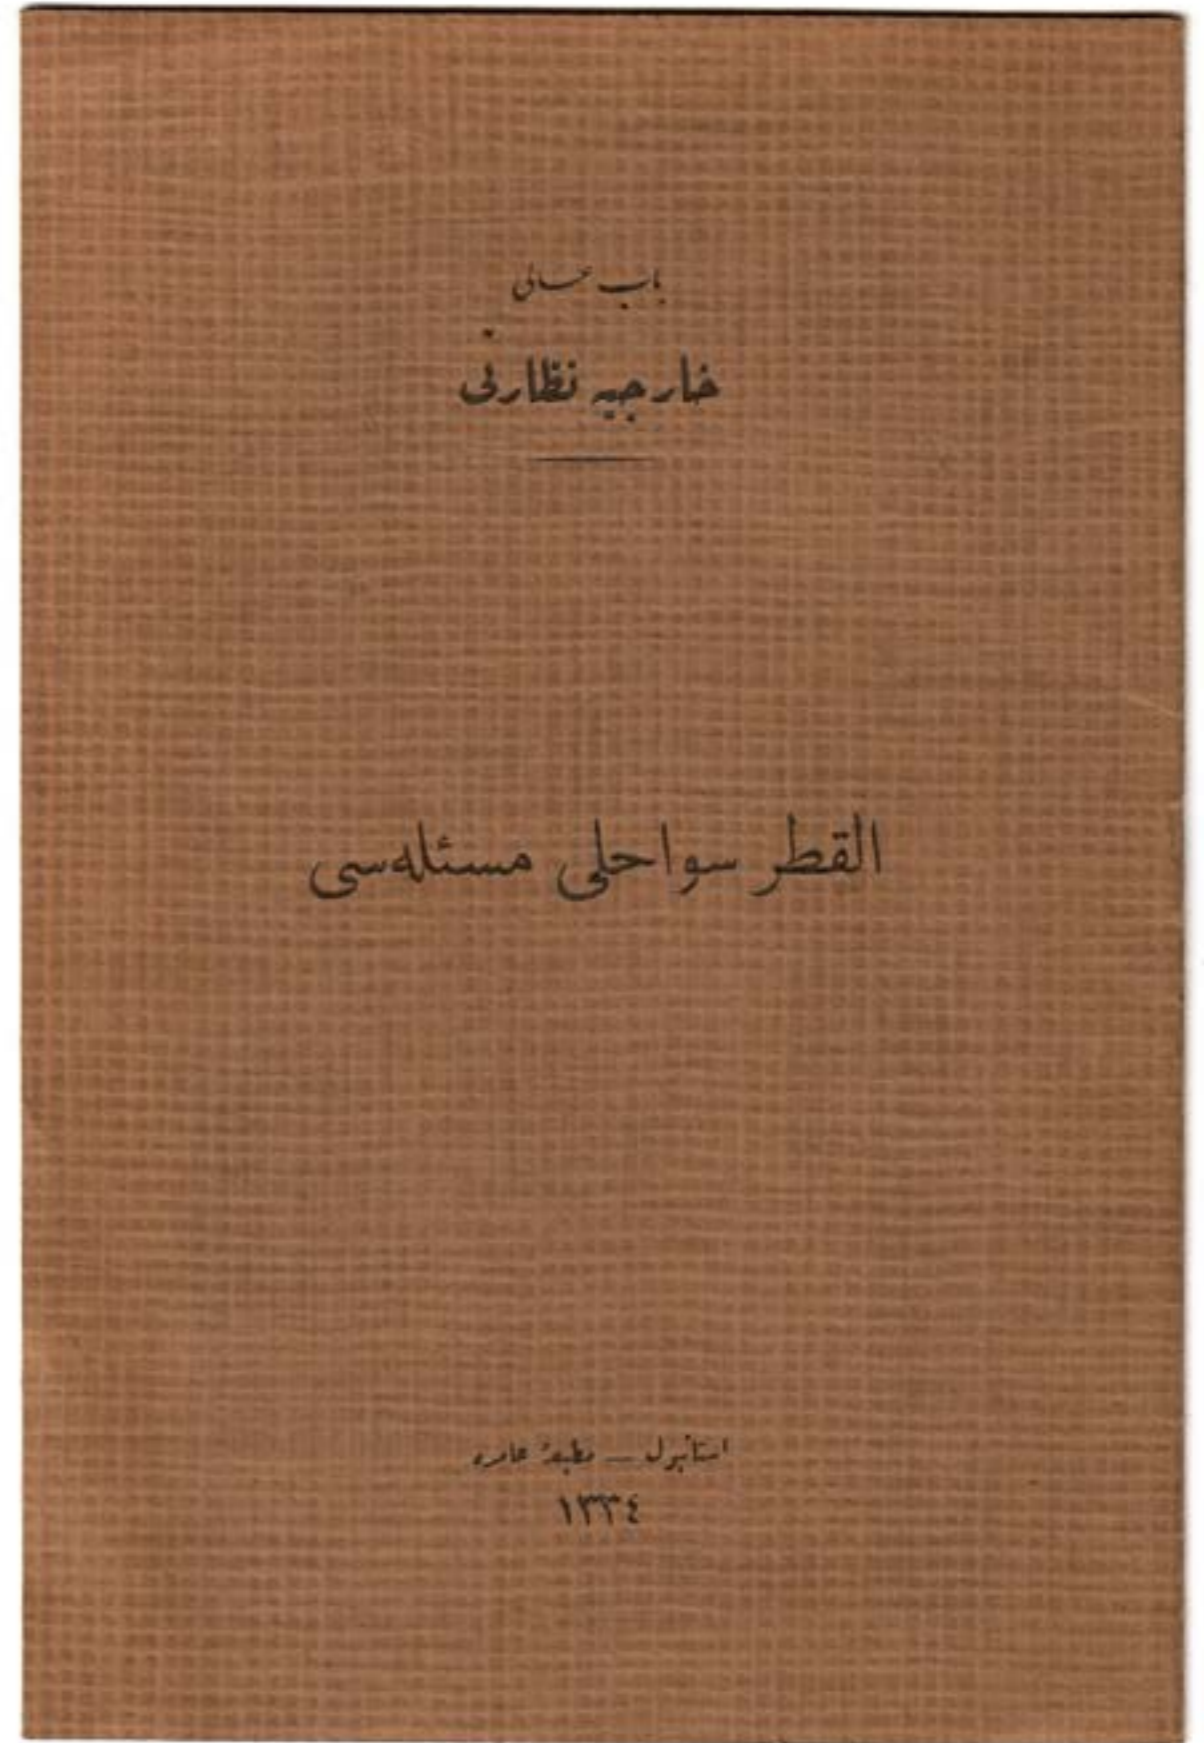 باب عالی
خارجیه نظارتی
القطر سواحلی مسئله‌سی
استانبول — مطبعهٔ عامره
١٣٣٤